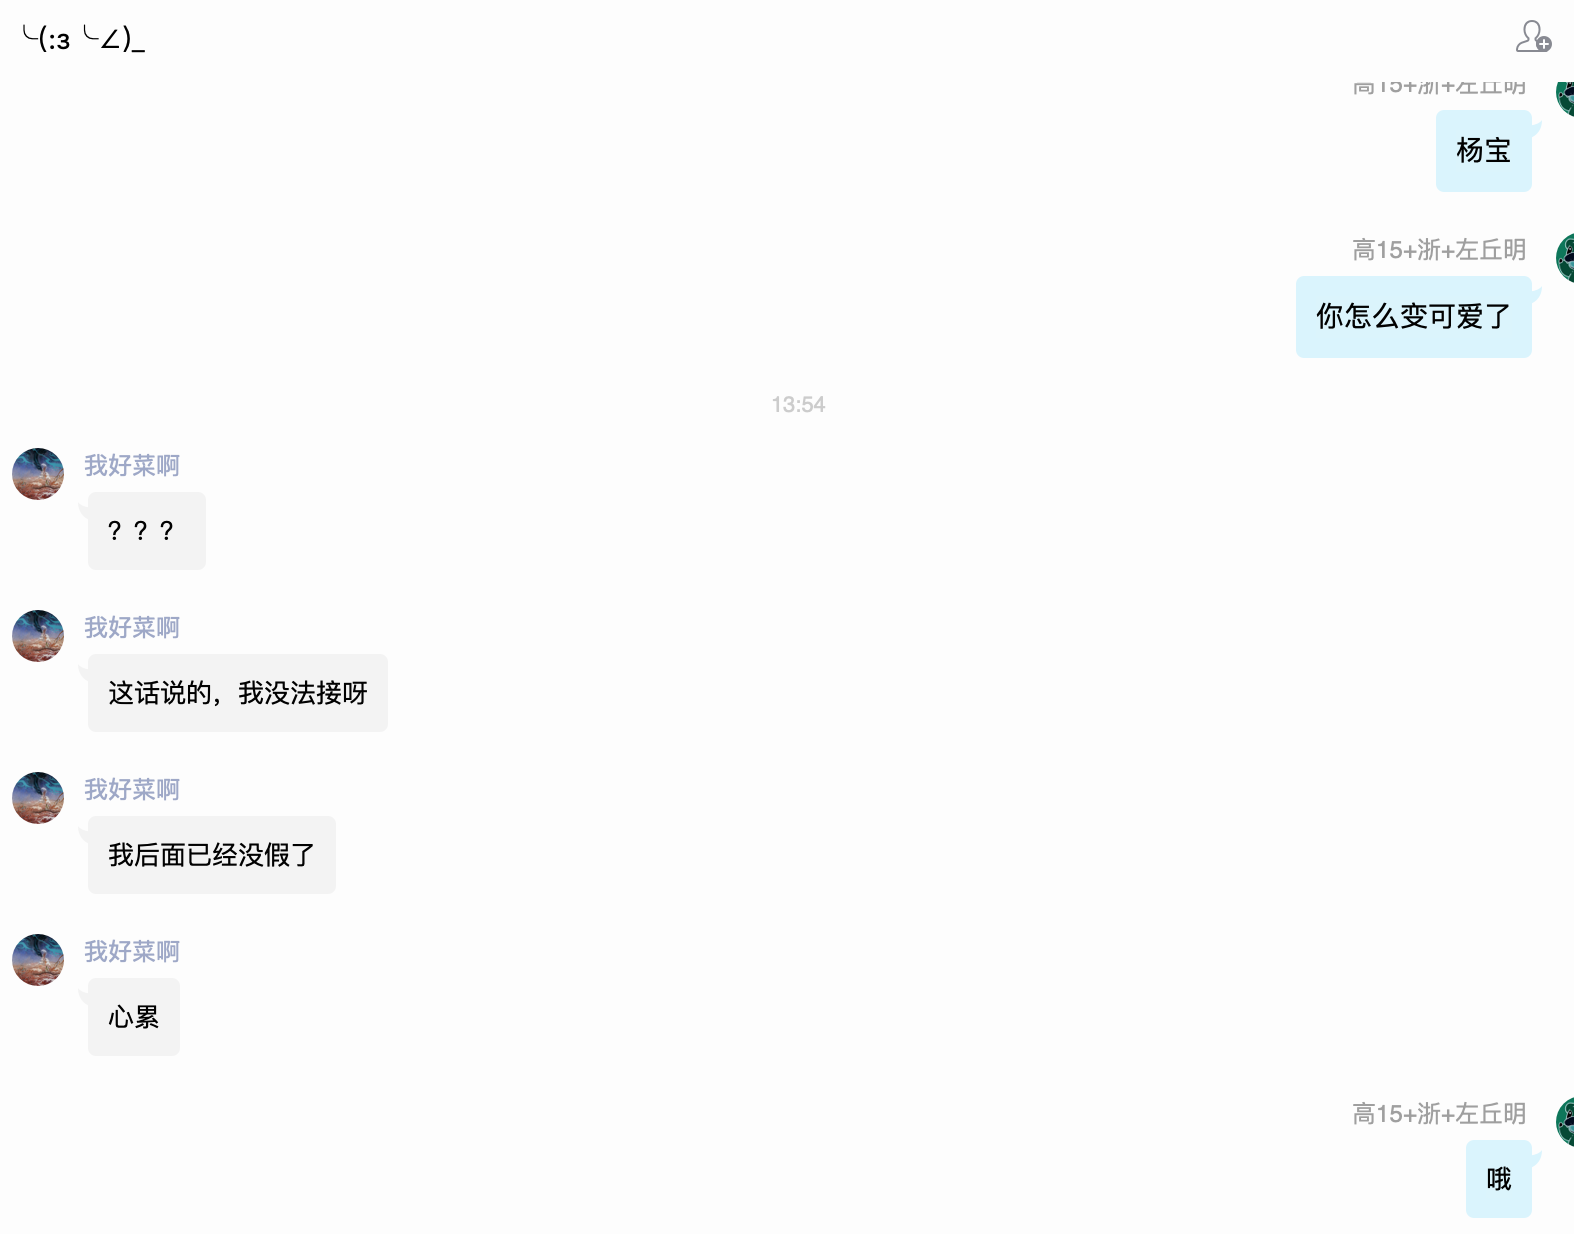 ╰(:з╰∠)_
高15+浙+左丘明
杨宝
高15+浙+左丘明
你怎么变可爱了
13:54
我好菜啊
？？？
我好菜啊
这话说的，我没法接呀
我好菜啊
我后面已经没假了
我好菜啊
心累
高15+浙+左丘明
哦